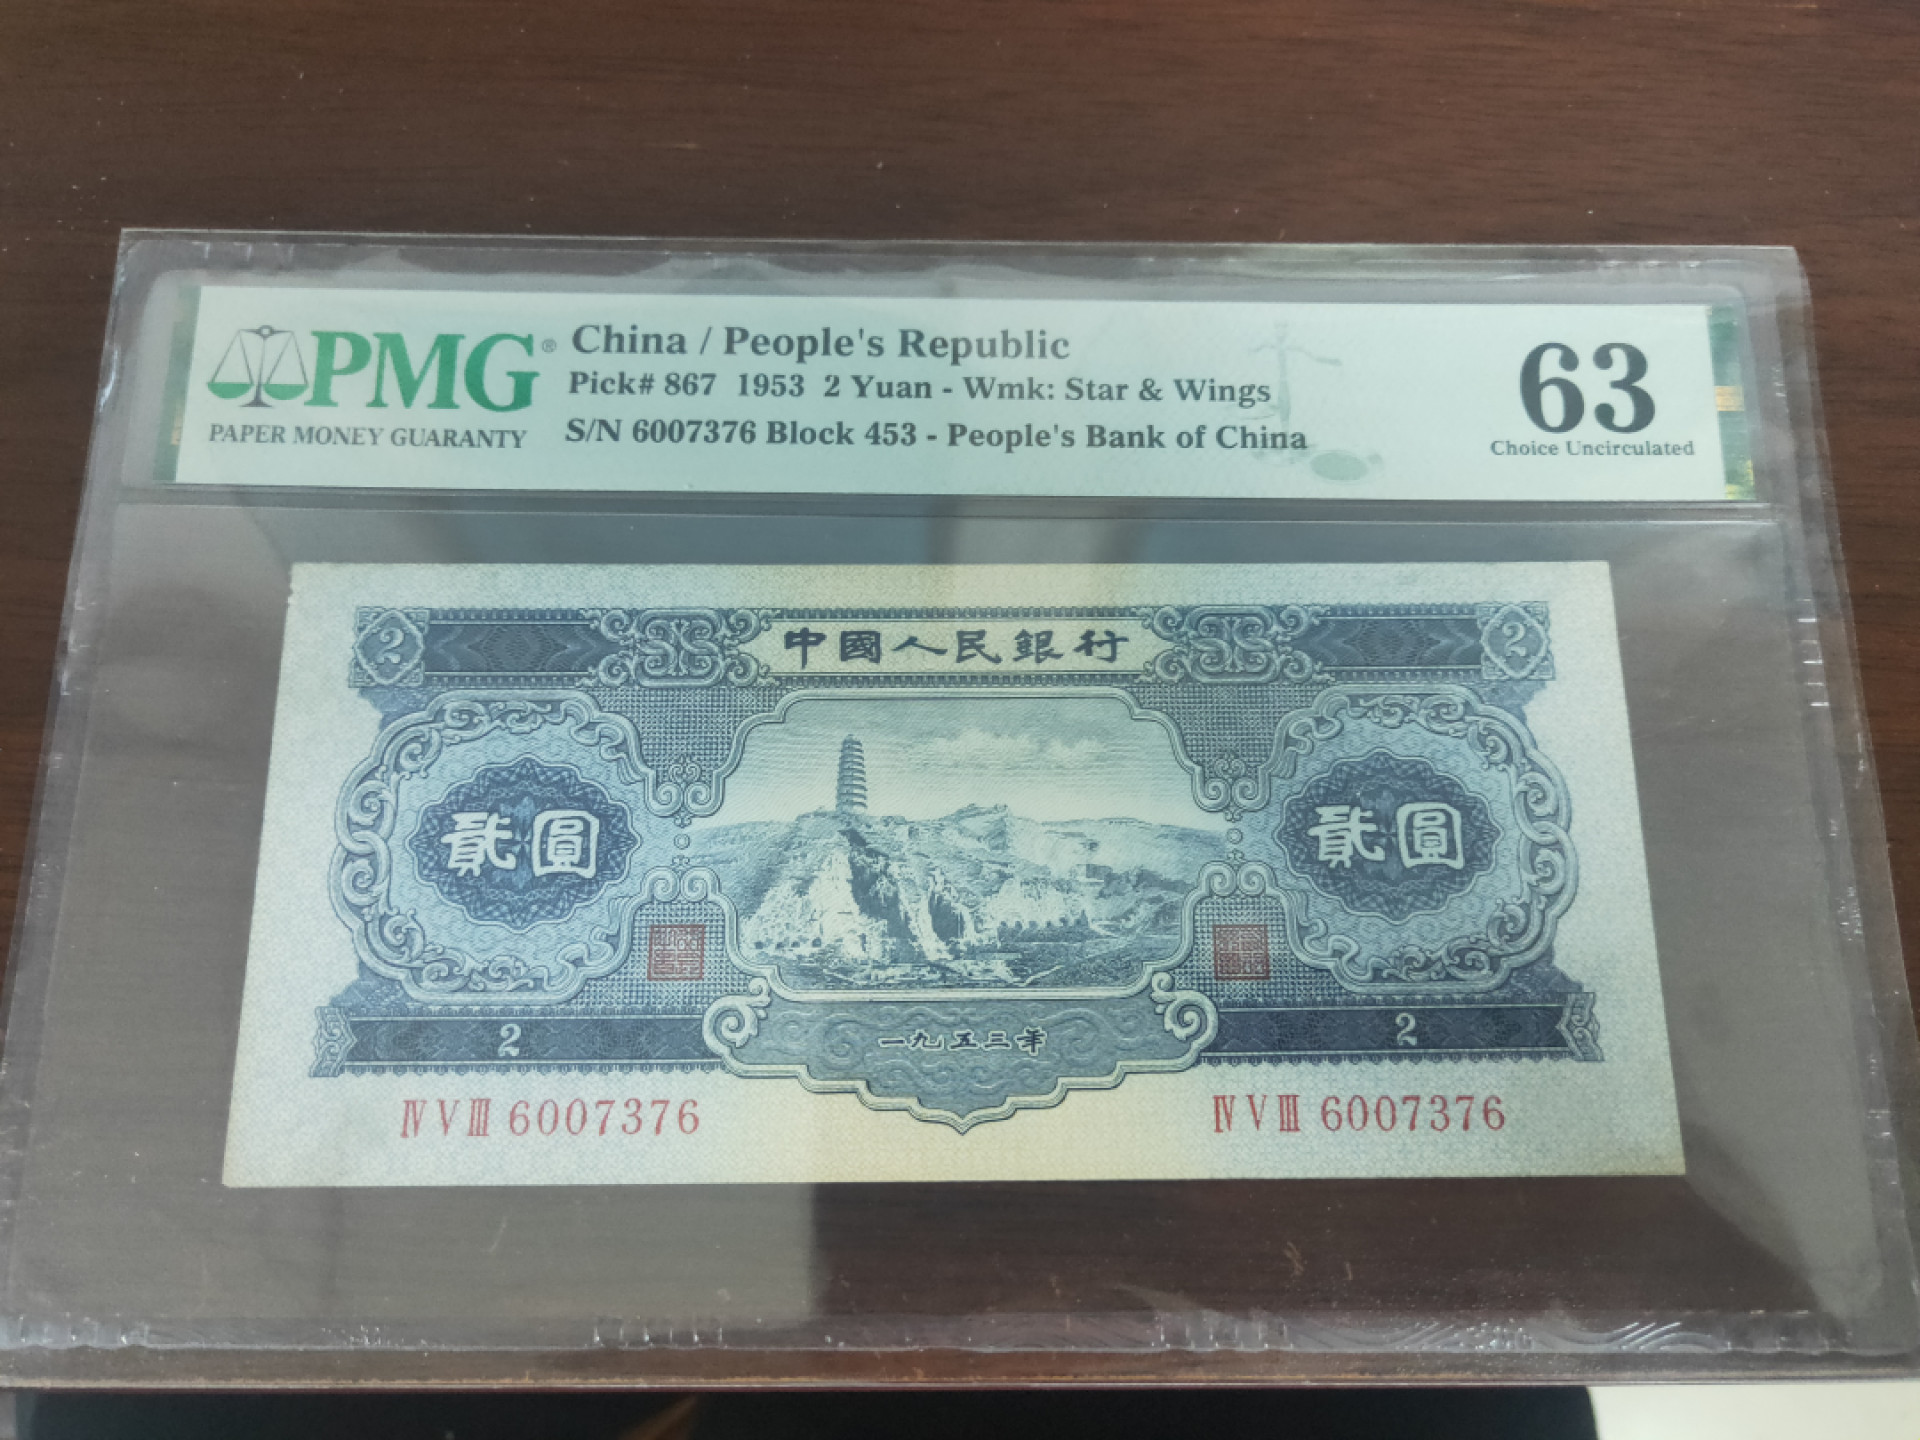 PMG®
PAPER MONEY GUARANTY
China / People's Republic
Pick# 867 1953 2 Yuan - Wmk: Star & Wings
S/N 6007376 Block 453 - People's Bank of China
63
Choice Uncirculated
2 中國人民銀行 2
貳圓 貳圓
2 一九五三年 2
ⅣⅤⅢ 6007376 ⅣⅤⅢ 6007376